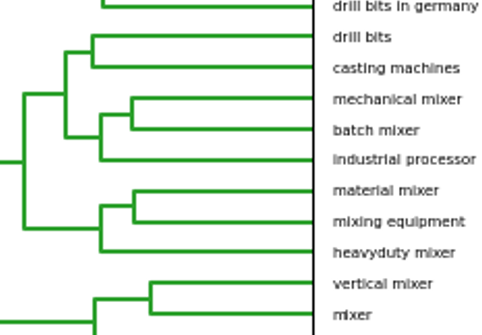 drill bits in germany
drill bits
casting machines
mechanical mixer
batch mixer
industrial processor
material mixer
mixing equipment
heavyduty mixer
vertical mixer
mixer